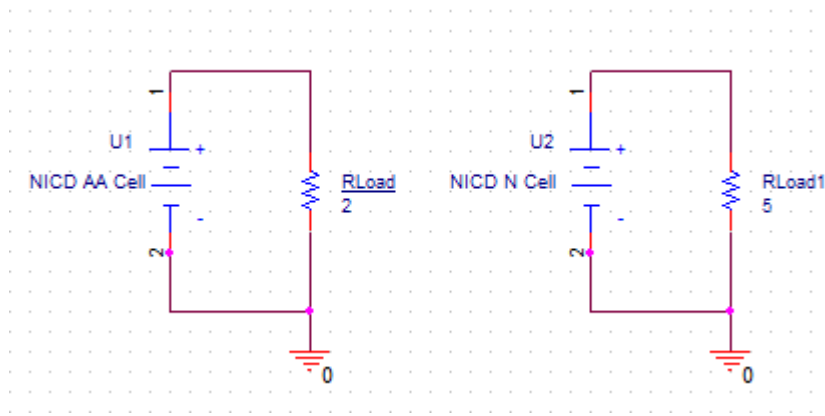 1
U1
+
NICD AA Cell
-
2
RLoad
2
0
1
U2
+
NICD N Cell
-
2
RLoad1
5
0